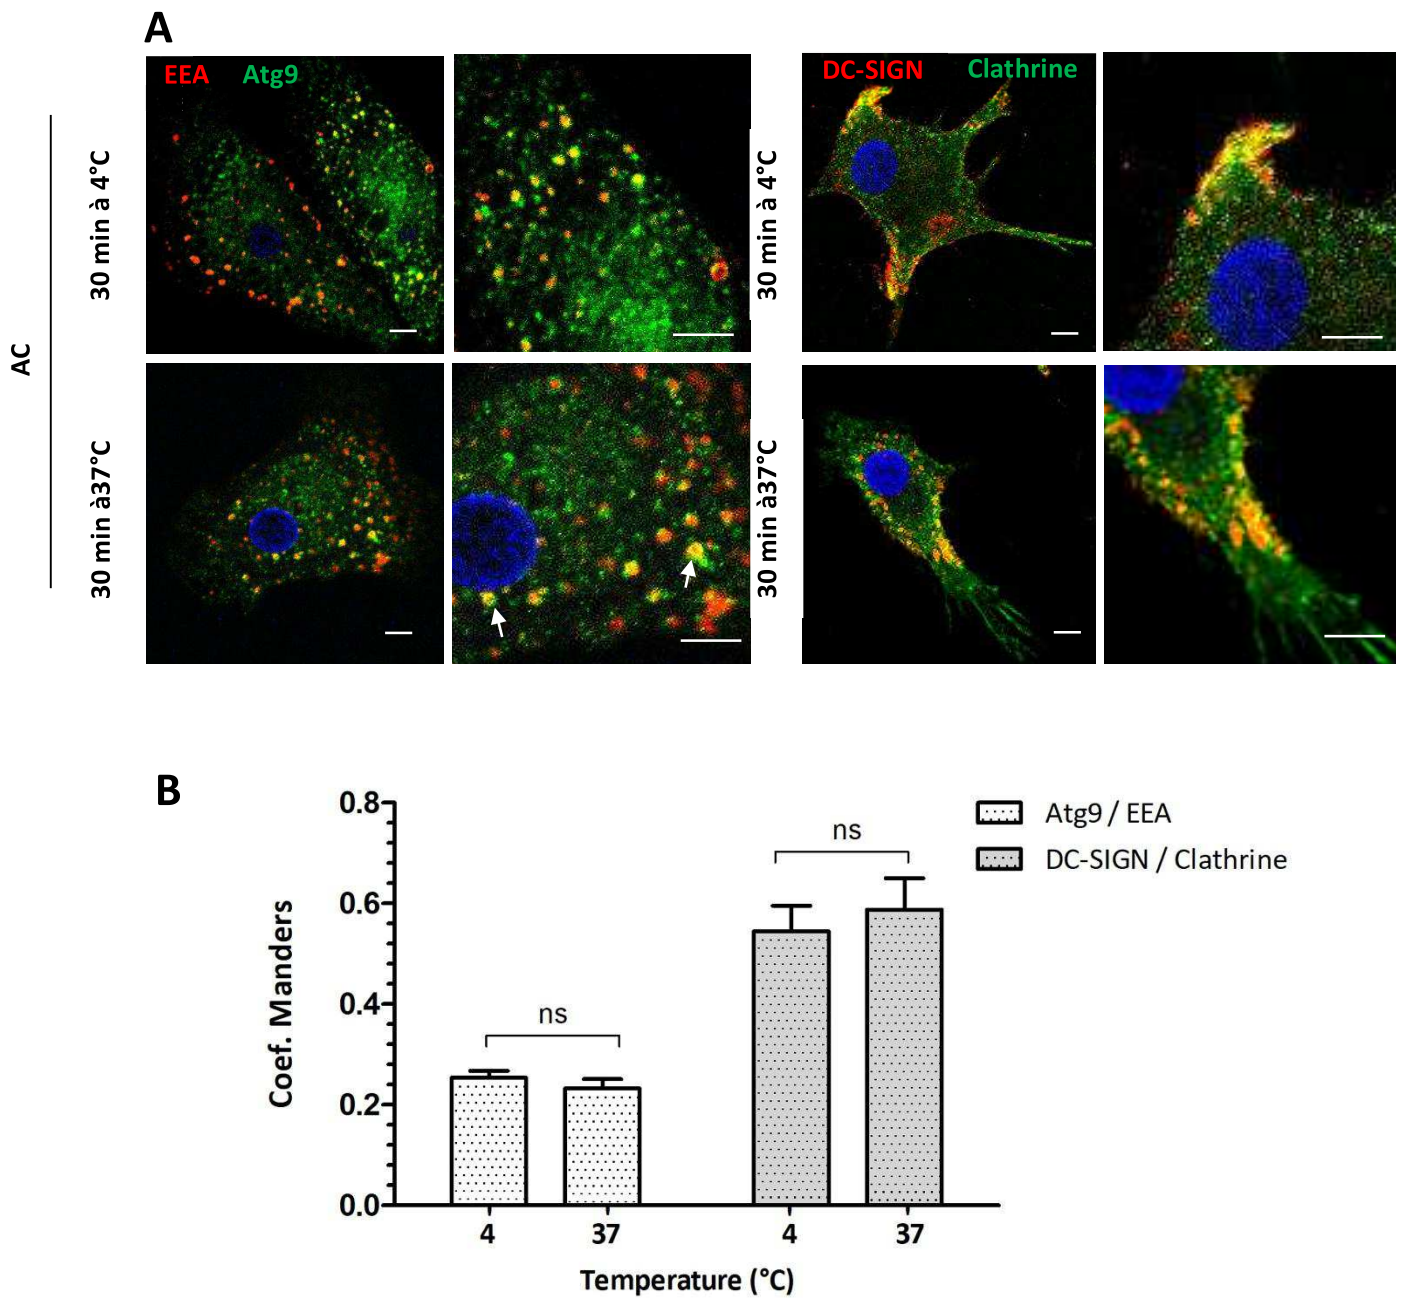 A
EEA Atg9
DC-SIGN Clathrine
AC
30 min à 4°C
30 min à 4°C
30 min à37°C
30 min à37°C
B
Coef. Manders
0.8
0.6
0.4
0.2
0.0
ns
ns
Atg9 / EEA
DC-SIGN / Clathrine
4 37 4 37
Temperature (°C)